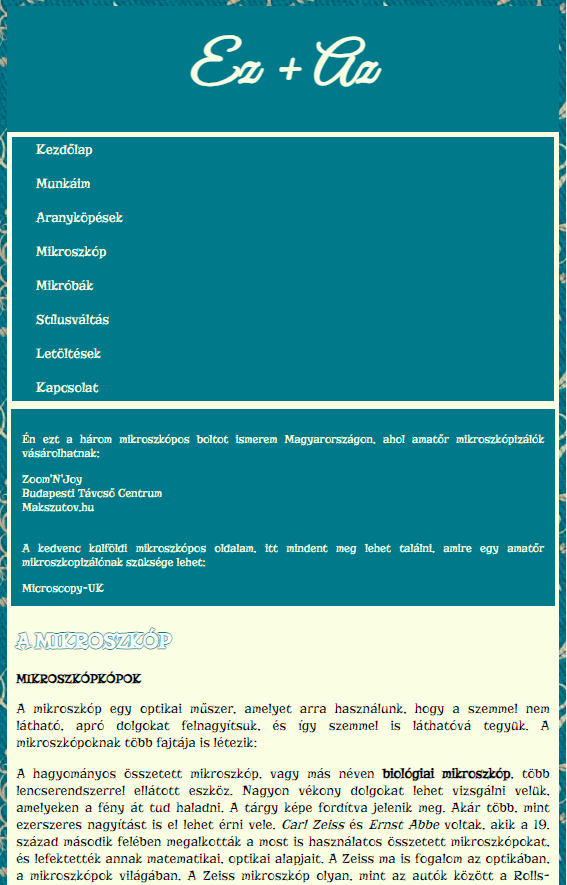 Ez + Az
Kezdőlap
Munkáim
Aranyköpések
Mikroszkóp
Mikróbák
Stílusváltás
Letöltések
Kapcsolat
Én ezt a három mikroszkópos boltot ismerem Magyarországon, ahol amatőr mikroszkópizálók
vásárolhatnak:
Zoom'N'Joy
Budapesti Távcső Centrum
Makszutov.hu
A kedvenc külföldi mikroszkópos oldalam, itt mindent meg lehet találni, amire egy amatőr
mikroszkopizálónak szüksége lehet:
Microscopy-UK
A MIKROSZKÓP
MIKROSZKÓPKÓPOK
A mikroszkóp egy optikai műszer, amelyet arra használunk, hogy a szemmel nem
látható, apró dolgokat felnagyítsuk, és így szemmel is láthatóvá tegyük. A
mikroszkópoknak több fajtája is létezik:
A hagyományos összetett mikroszkóp, vagy más néven biológiai mikroszkóp, több
lencserendszerrel ellátott eszköz. Nagyon vékony dolgokat lehet vizsgálni velük,
amelyeken a fény át tud haladni. A tárgy képe fordítva jelenik meg. Akár több, mint
ezerszeres nagyítást is el lehet érni vele. Carl Zeiss és Ernst Abbe voltak, akik a 19.
század második felében megalkották a most is használatos összetett mikroszkópokat,
és lefektették annak matematikai, optikai alapjait. A Zeiss ma is fogalom az optikában,
a mikroszkópok világában. A Zeiss mikroszkóp olyan, mint az autók között a Rolls-